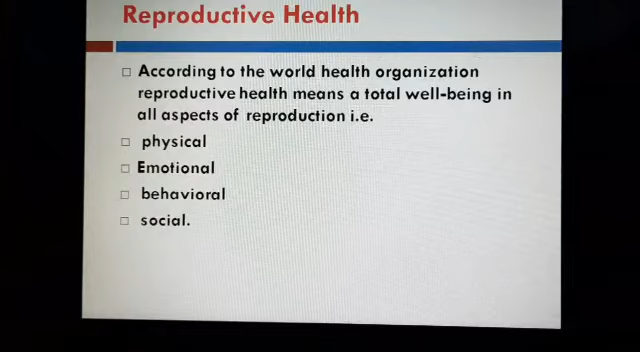 Reproductive Health
According to the world health organization
reproductive health means a total well-being in
all aspects of reproduction i.e.
physical
Emotional
behavioral
social.